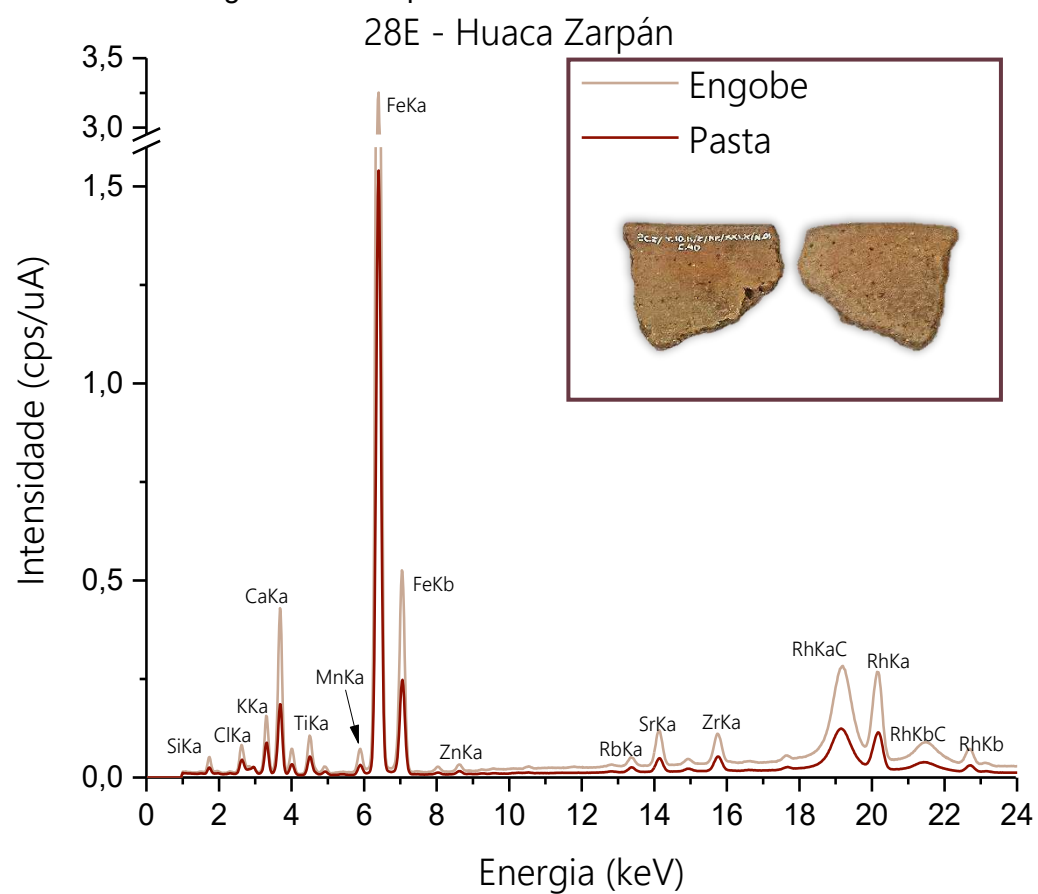 28E - Huaca Zarpán
3,5
3,0
1,5
1,0
0,5
0,0
Intensidade (cps/uA)
Engobe
Pasta
FeKa
FeKb
CaKa
MnKa
KKa
TiKa
ClKa
SiKa
ZnKa
RbKa
SrKa
ZrKa
RhKaC
RhKa
RhKbC
RhKb
0 2 4 6 8 10 12 14 16 18 20 22 24
Energia (keV)